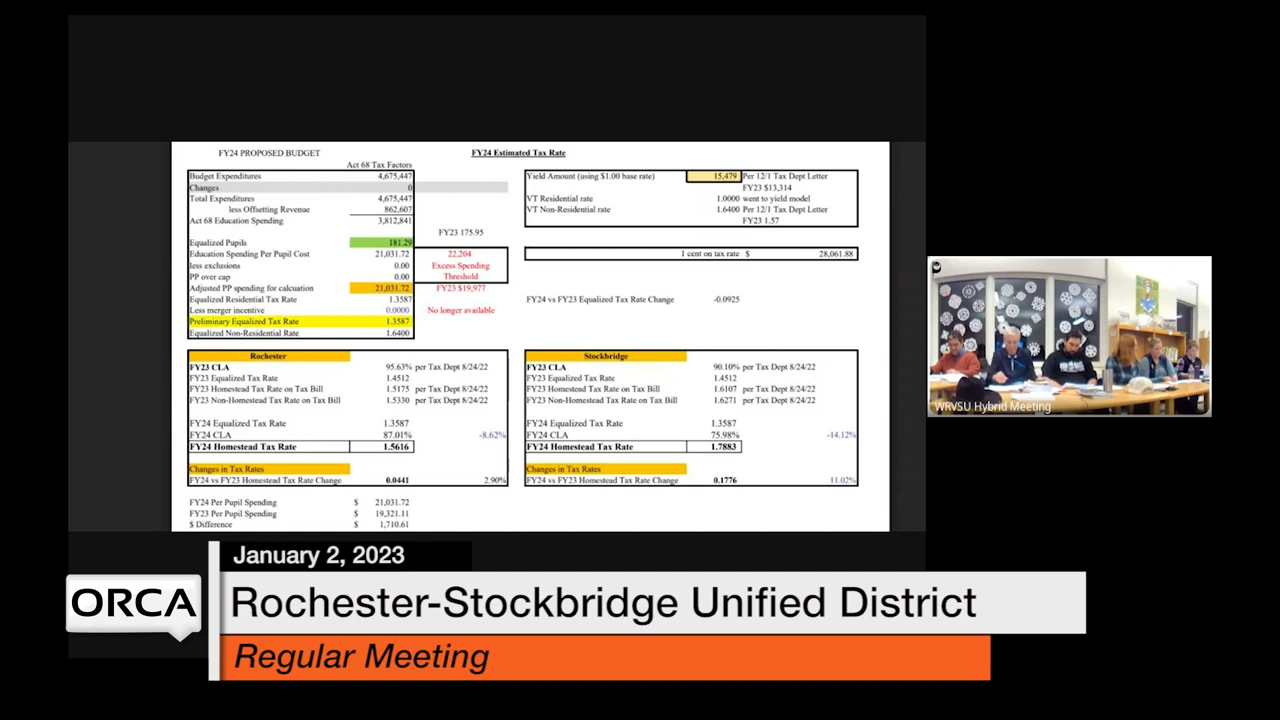 FY24 PROPOSED BUDGET
FY24 Estimated Tax Rate
Act 68 Tax Factors
Budget Expenditures 4,675,447
Changes 0
Total Expenditures 4,675,447
less Offsetting Revenue 862,607
Act 68 Education Spending 3,812,841
FY23 175.95
Equalized Pupils 181.29
Education Spending Per Pupil Cost 21,031.72 22,204
less exclusions 0.00 Excess Spending
PP over cap 0.00 Threshold
Adjusted PP spending for calcuation 21,031.72 FY23 $19,977
Equalized Residential Tax Rate 1.3587
Less merger incentive 0.0000 No longer available
Preliminary Equalized Tax Rate 1.3587
Equalized Non-Residential Rate 1.6400
Yield Amount (using $1.00 base rate) 15,479 Per 12/1 Tax Dept Letter
FY23 $13,314
VT Residential rate 1.0000 went to yield model
VT Non-Residential rate 1.6400 Per 12/1 Tax Dept Letter
FY23 1.57
1 cent on tax rate $ 28,061.88
FY24 vs FY23 Equalized Tax Rate Change -0.0925
Rochester
FY23 CLA 95.63% per Tax Dept 8/24/22
FY23 Equalized Tax Rate 1.4512
FY23 Homestead Tax Rate on Tax Bill 1.5175 per Tax Dept 8/24/22
FY23 Non-Homestead Tax Rate on Tax Bill 1.5330 per Tax Dept 8/24/22
FY24 Equalized Tax Rate 1.3587
FY24 CLA 87.01% -8.62%
FY24 Homestead Tax Rate 1.5616
Changes in Tax Rates
FY24 vs FY23 Homestead Tax Rate Change 0.0441 2.90%
Stockbridge
FY23 CLA 90.10% per Tax Dept 8/24/22
FY23 Equalized Tax Rate 1.4512
FY23 Homestead Tax Rate on Tax Bill 1.6107 per Tax Dept 8/24/22
FY23 Non-Homestead Tax Rate on Tax Bill 1.6271 per Tax Dept 8/24/22
FY24 Equalized Tax Rate 1.3587
FY24 CLA 75.98% -14.12%
FY24 Homestead Tax Rate 1.7883
Changes in Tax Rates
FY24 vs FY23 Homestead Tax Rate Change 0.1776 11.02%
FY24 Per Pupil Spending $ 21,031.72
FY23 Per Pupil Spending $ 19,321.11
$ Difference $ 1,710.61
WRVSU Hybrid Meeting
January 2, 2023
ORCA
Rochester-Stockbridge Unified District
Regular Meeting